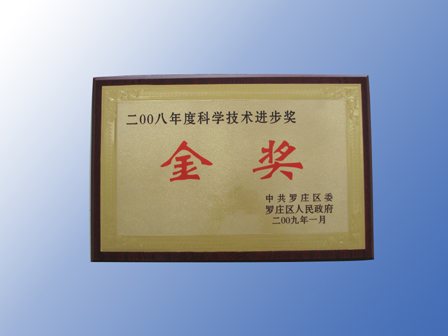 二00八年度科学技术进步奖
金奖
中共罗庄区委
罗庄区人民政府
二00九年一月